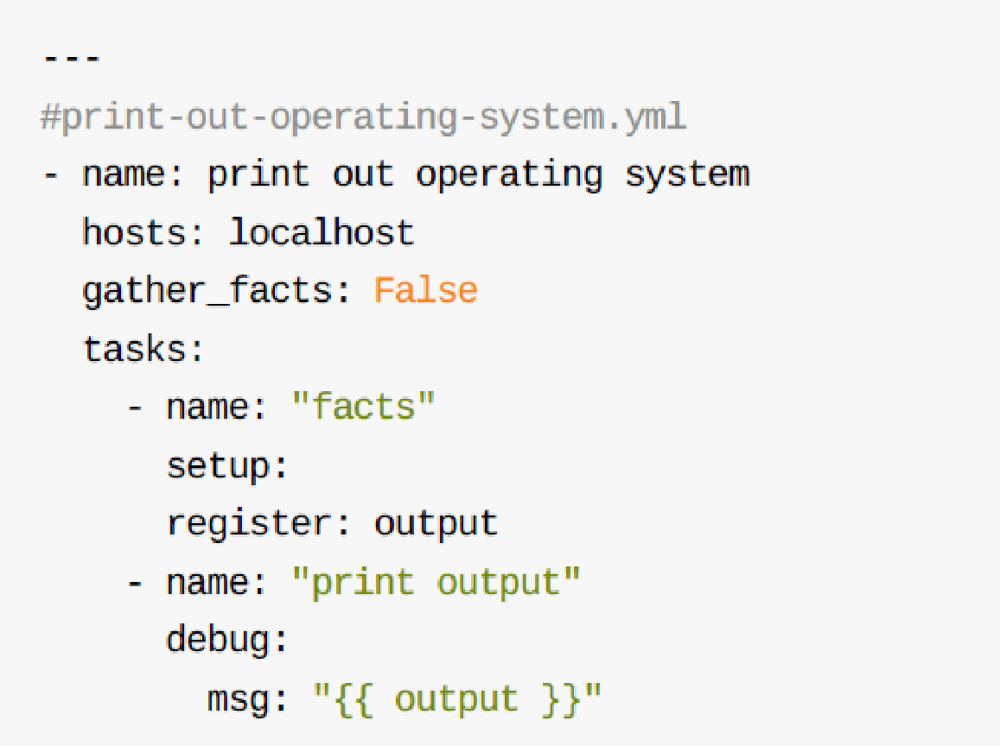 ---
#print-out-operating-system.yml
- name: print out operating system
  hosts: localhost
  gather_facts: False
  tasks:
    - name: "facts"
      setup:
      register: output
    - name: "print output"
      debug:
        msg: "{{ output }}"